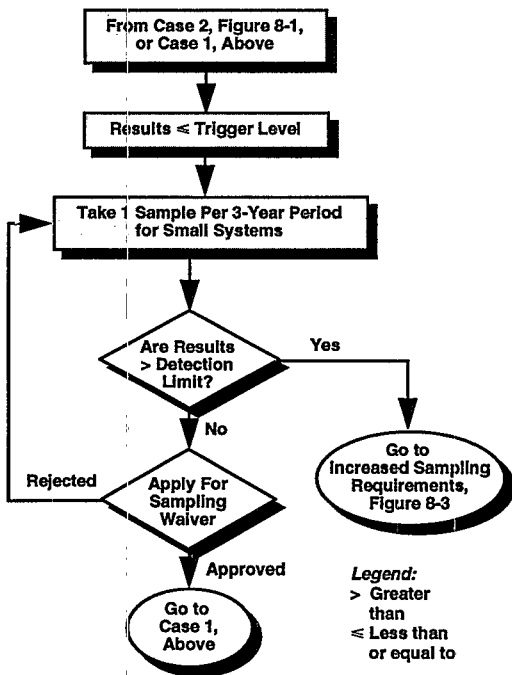 From Case 2, Figure 8-1,
or Case 1, Above
Results ≤ Trigger Level
Take 1 Sample Per 3-Year Period
for Small Systems
Are Results
> Detection
Limit?
Yes
No
Go to
Increased Sampling
Requirements,
Figure 8-3
Rejected
Apply For
Sampling
Waiver
Approved
Go to
Case 1,
Above
Legend:
> Greater
than
≤ Less than
or equal to